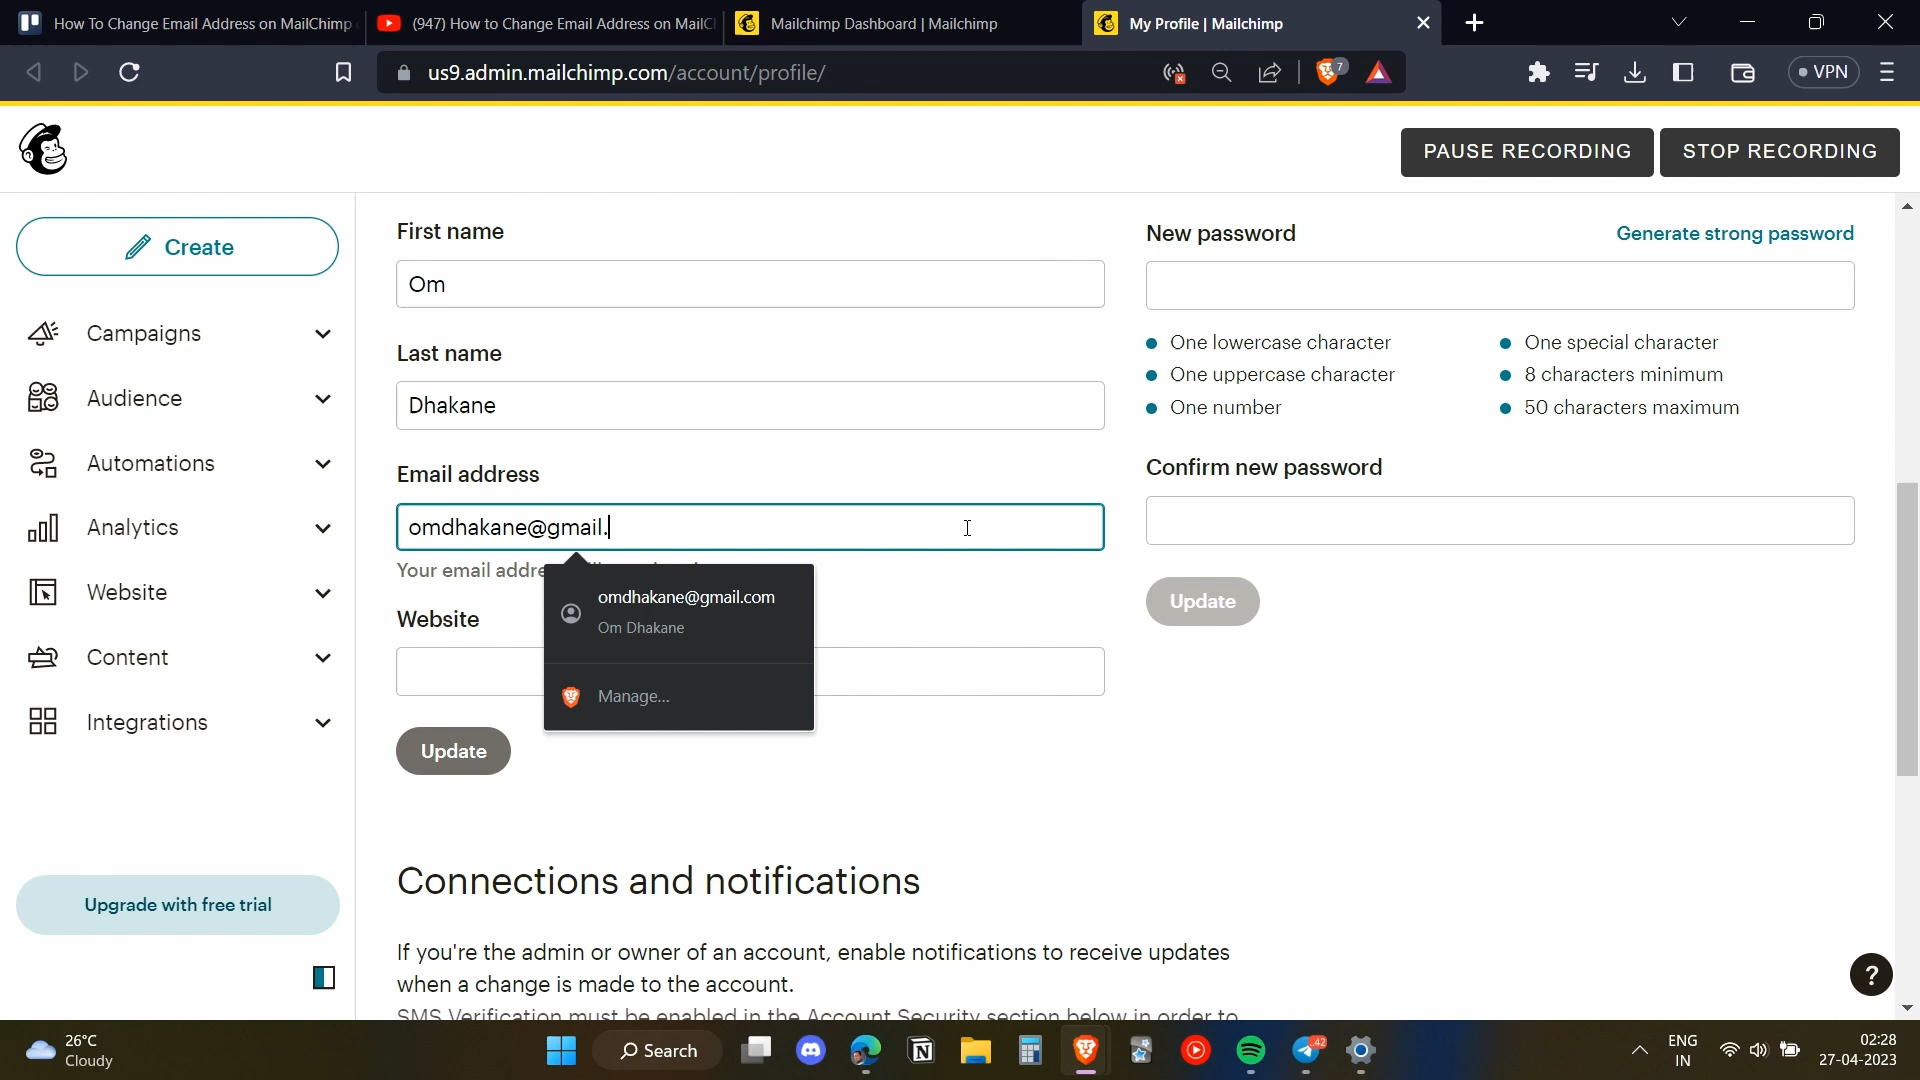 How To Change Email Address on MailChimp
(947) How to Change Email Address on MailC
Mailchimp Dashboard | Mailchimp
My Profile | Mailchimp
us9.admin.mailchimp.com/account/profile/
7
VPN
PAUSE RECORDING
STOP RECORDING
Create
Campaigns
Audience
Automations
Analytics
Website
Content
Integrations
Upgrade with free trial
First name
Om
Last name
Dhakane
Email address
omdhakane@gmail.
Your email addre
omdhakane@gmail.com
Om Dhakane
Manage...
Website
Update
New password
Generate strong password
One lowercase character
One uppercase character
One number
One special character
8 characters minimum
50 characters maximum
Confirm new password
Update
Connections and notifications
If you're the admin or owner of an account, enable notifications to receive updates
when a change is made to the account.
SMS Verification must be enabled in the Account Security section below in order to
?
26°C
Cloudy
Search
42
ENG
IN
02:28
27-04-2023